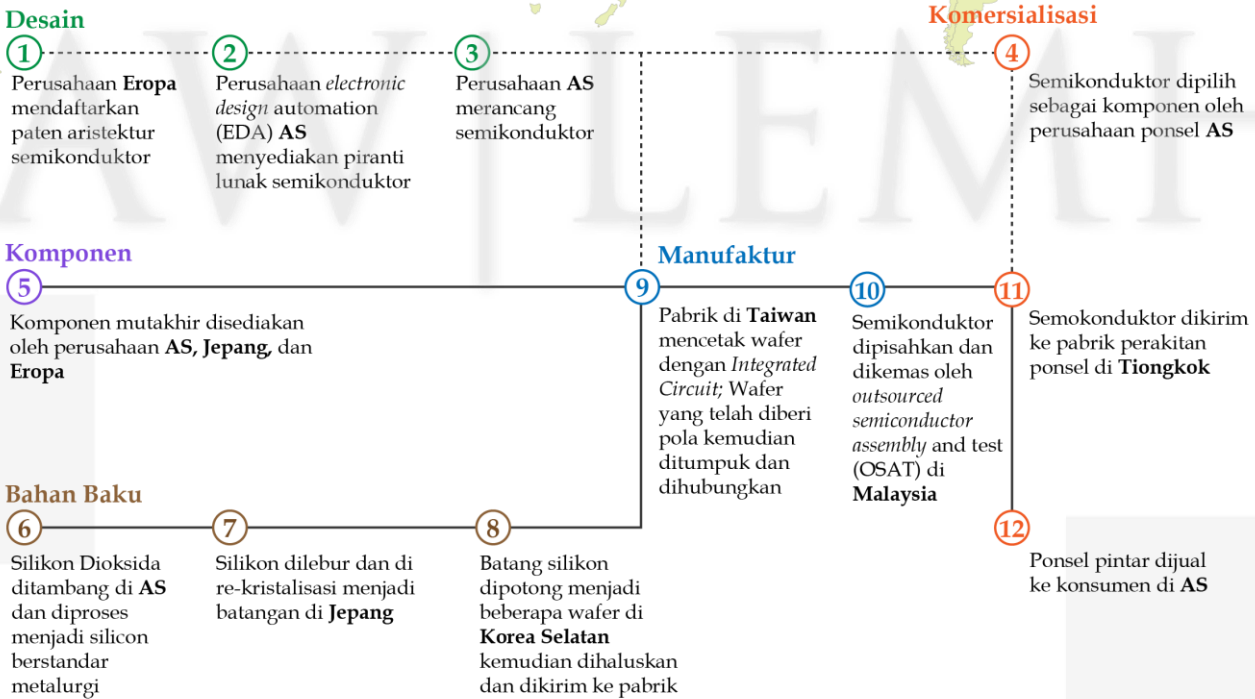 Desain
1
Perusahaan Eropa
mendaftarkan
paten aristektur
semikonduktor
2
Perusahaan electronic
design automation
(EDA) AS
menyediakan piranti
lunak semikonduktor
3
Perusahaan AS
merancang
semikonduktor
Komersialisasi
4
Semikonduktor dipilih
sebagai komponen oleh
perusahaan ponsel AS
Komponen
5
Komponen mutakhir disediakan
oleh perusahaan AS, Jepang, dan
Eropa
Bahan Baku
6
Silikon Dioksida
ditambang di AS
dan diproses
menjadi silicon
berstandar
metalurgi
7
Silikon dilebur dan di
re-kristalisasi menjadi
batangan di Jepang
8
Batang silikon
dipotong menjadi
beberapa wafer di
Korea Selatan
kemudian dihaluskan
dan dikirim ke pabrik
Manufaktur
9
Pabrik di Taiwan
mencetak wafer
dengan Integrated
Circuit; Wafer
yang telah diberi
pola kemudian
ditumpuk dan
dihubungkan
10
Semikonduktor
dipisahkan dan
dikemas oleh
outsourced
semiconductor
assembly and test
(OSAT) di
Malaysia
11
Semokonduktor dikirim
ke pabrik perakitan
ponsel di Tiongkok
12
Ponsel pintar dijual
ke konsumen di AS
AW | LEMH